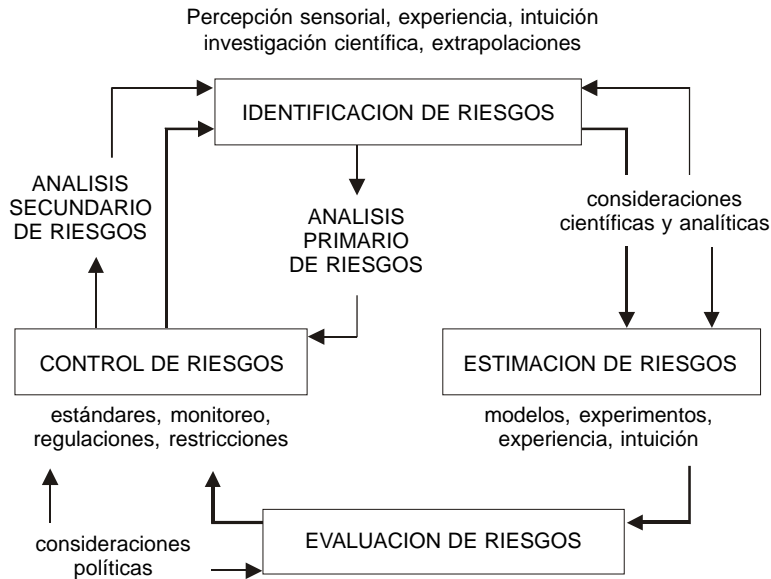 Percepción sensorial, experiencia, intuición
investigación científica, extrapolaciones
IDENTIFICACION DE RIESGOS
ANALISIS
SECUNDARIO
DE RIESGOS
ANALISIS
PRIMARIO
DE RIESGOS
consideraciones
científicas y analíticas
CONTROL DE RIESGOS
ESTIMACION DE RIESGOS
estándares, monitoreo,
regulaciones, restricciones
modelos, experimentos,
experiencia, intuición
consideraciones
políticas
EVALUACION DE RIESGOS